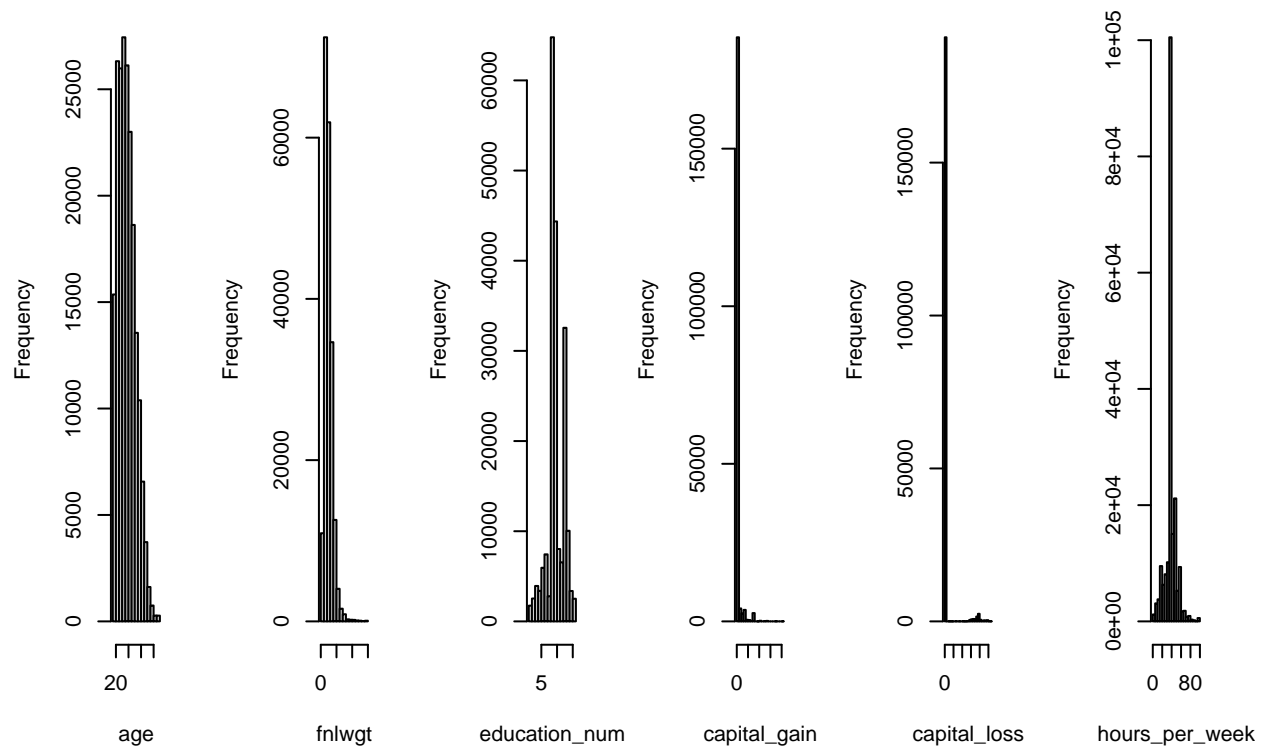 Frequency
0
5000
10000
15000
20000
25000
20
age
Frequency
0
20000
40000
60000
0
fnlwgt
Frequency
0
10000
20000
30000
40000
50000
60000
5
education_num
Frequency
0
50000
100000
150000
0
capital_gain
Frequency
0
50000
100000
150000
0
capital_loss
Frequency
0e+00
2e+04
4e+04
6e+04
8e+04
1e+05
0 80
hours_per_week